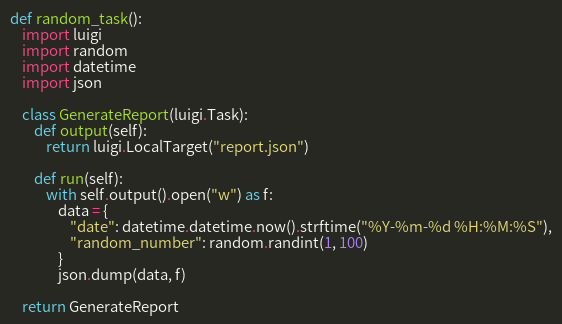 def random_task():
    import luigi
    import random
    import datetime
    import json

    class GenerateReport(luigi.Task):
        def output(self):
            return luigi.LocalTarget("report.json")

        def run(self):
            with self.output().open("w") as f:
                data = {
                    "date": datetime.datetime.now().strftime("%Y-%m-%d %H:%M:%S"),
                    "random_number": random.randint(1, 100)
                }
                json.dump(data, f)

    return GenerateReport